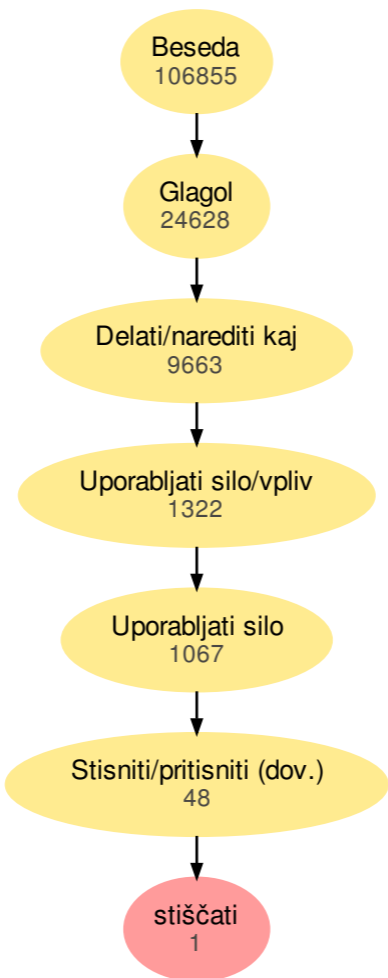 Beseda
106855
Glagol
24628
Delati/narediti kaj
9663
Uporabljati silo/vpliv
1322
Uporabljati silo
1067
Stisniti/pritisniti (dov.)
48
stiščati
1